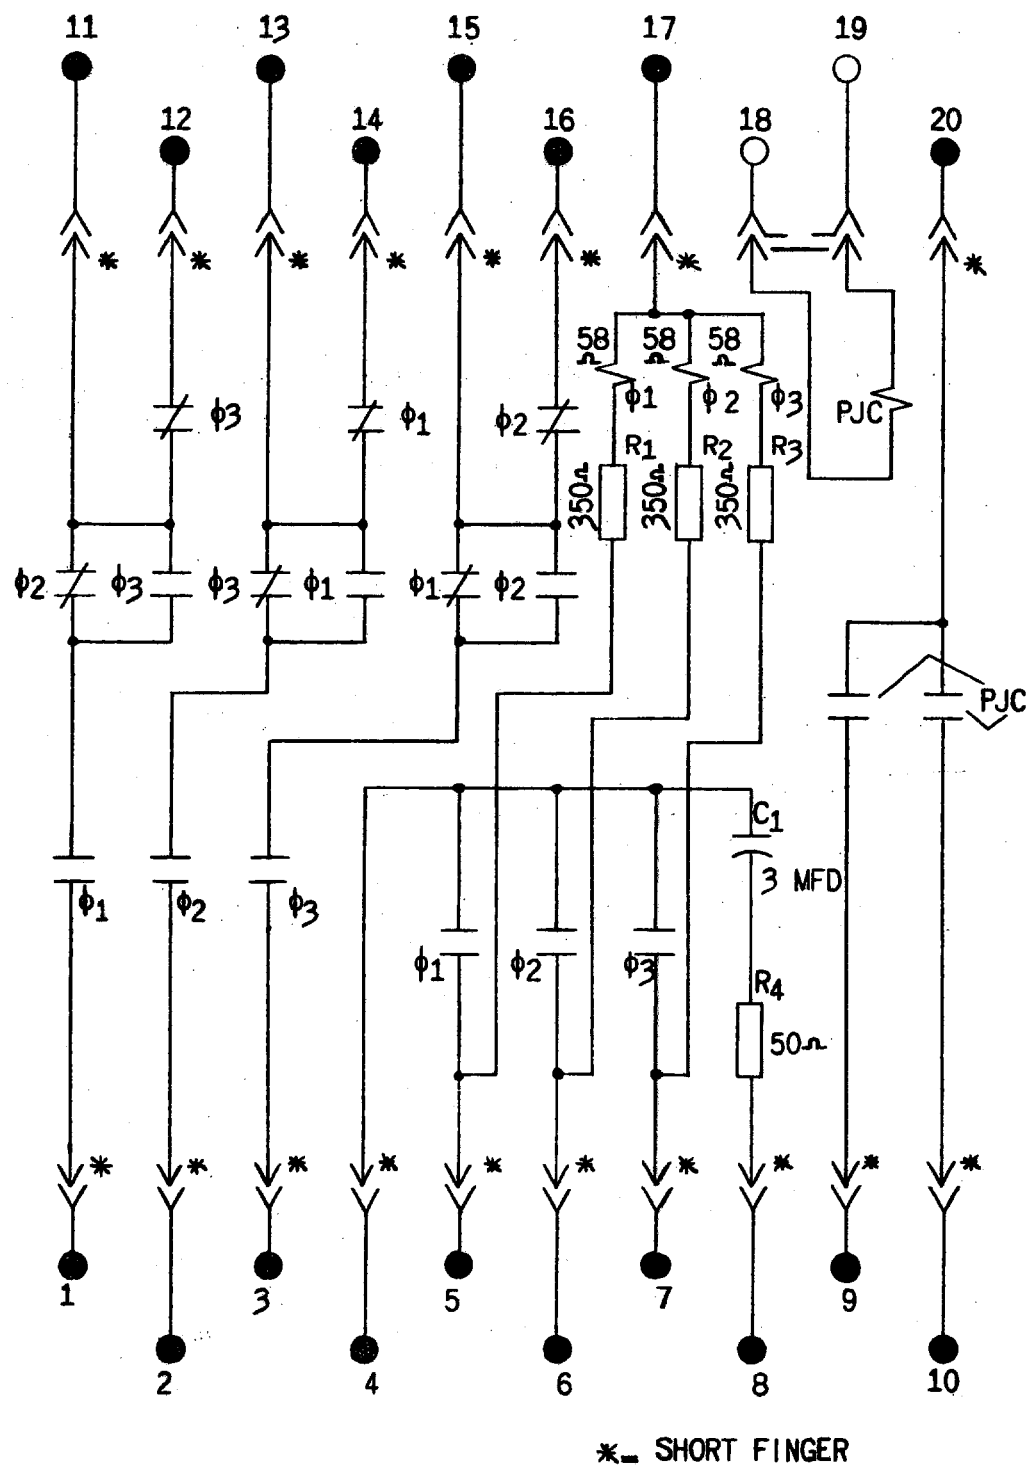 11 13 15 17 19
12 14 16 18 20
* * * * * * * *
58 Ω 58 Ω 58 Ω
ϕ1 ϕ2 ϕ3
PJC
ϕ3 ϕ1 ϕ2
R1 R2 R3
350Ω 350Ω 350Ω
ϕ2 ϕ3 ϕ3 ϕ1 ϕ1 ϕ2
PJC
C1
3 MFD
ϕ1 ϕ2 ϕ3
ϕ1 ϕ2 ϕ3
R4
50Ω
* * * * * * * * * *
1 3 5 7 9
2 4 6 8 10
*- SHORT FINGER